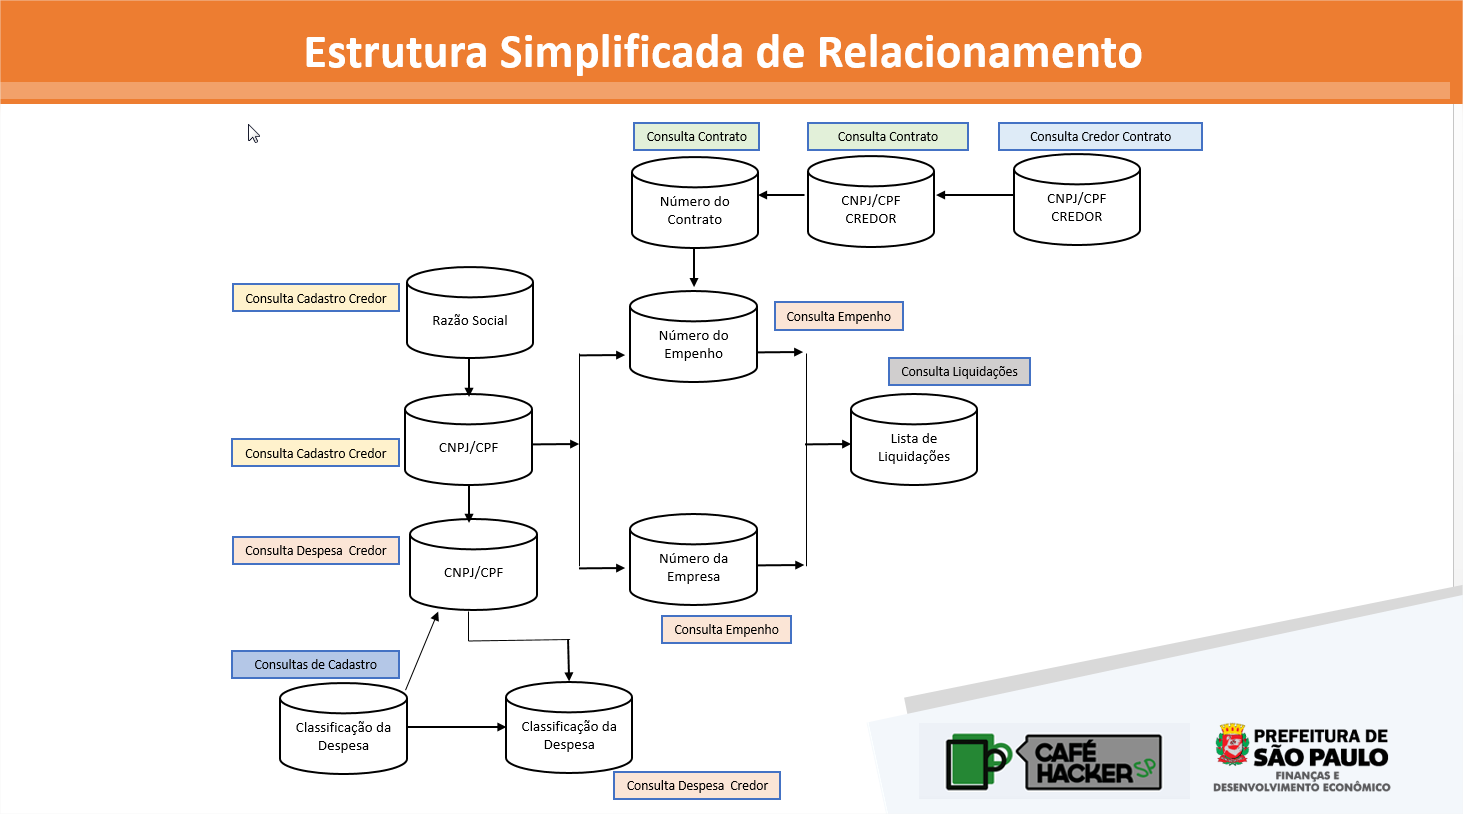 Estrutura Simplificada de Relacionamento
Consulta Contrato
Consulta Contrato
Consulta Credor Contrato
Número do
Contrato
CNPJ/CPF
CREDOR
CNPJ/CPF
CREDOR
Consulta Cadastro Credor
Razão Social
Número do
Empenho
Consulta Empenho
Consulta Liquidações
Consulta Cadastro Credor
CNPJ/CPF
Lista de
Liquidações
Consulta Despesa  Credor
CNPJ/CPF
Número da
Empresa
Consulta Empenho
Consultas de Cadastro
Classificação da
Despesa
Classificação da
Despesa
Consulta Despesa  Credor
CAFÉ
HACKER SP
PREFEITURA DE
SÃO PAULO
FINANÇAS E
DESENVOLVIMENTO ECONÔMICO